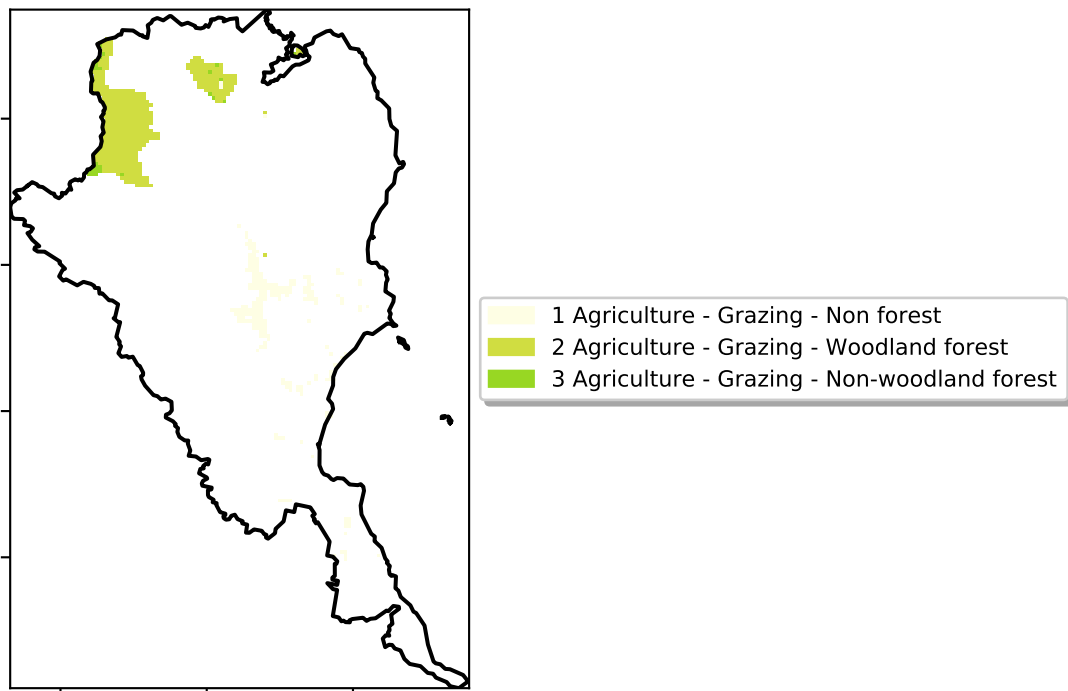 1 Agriculture - Grazing - Non forest
2 Agriculture - Grazing - Woodland forest
3 Agriculture - Grazing - Non-woodland forest